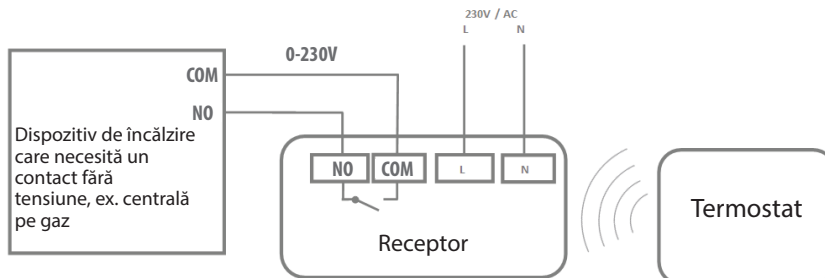 230V / AC
L N
0-230V
COM
NO
Dispozitiv de încălzire
care necesită un
contact fără
tensiune, ex. centrală
pe gaz
NO COM L N
Receptor
Termostat